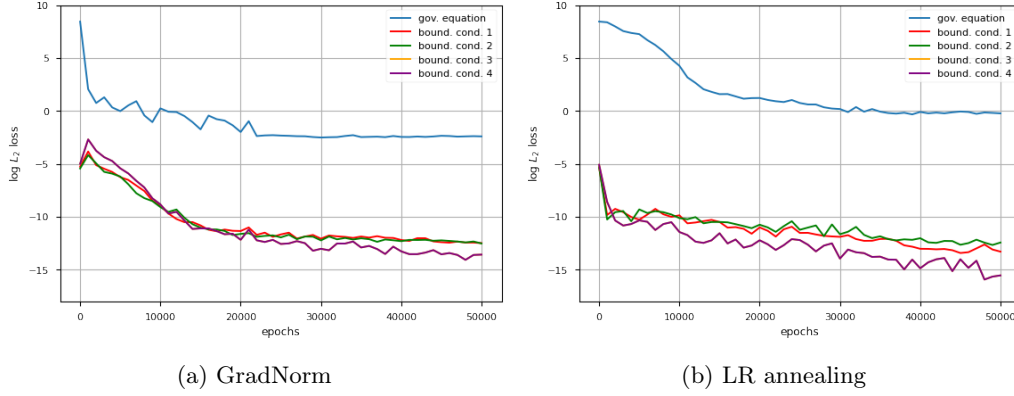 10
5
0
−5
−10
−15
log L₂ loss
0
10000
20000
30000
40000
50000
epochs
gov. equation
bound. cond. 1
bound. cond. 2
bound. cond. 3
bound. cond. 4
(a) GradNorm
10
5
0
−5
−10
−15
log L₂ loss
0
10000
20000
30000
40000
50000
epochs
gov. equation
bound. cond. 1
bound. cond. 2
bound. cond. 3
bound. cond. 4
(b) LR annealing